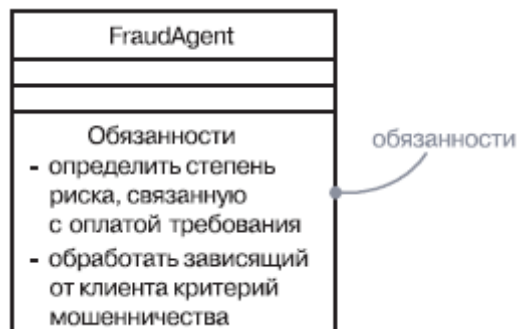 FraudAgent
Обязанности
- определить степень
риска, связанную
с оплатой требования
- обработать зависящий
от клиента критерий
мошенничества
обязанности